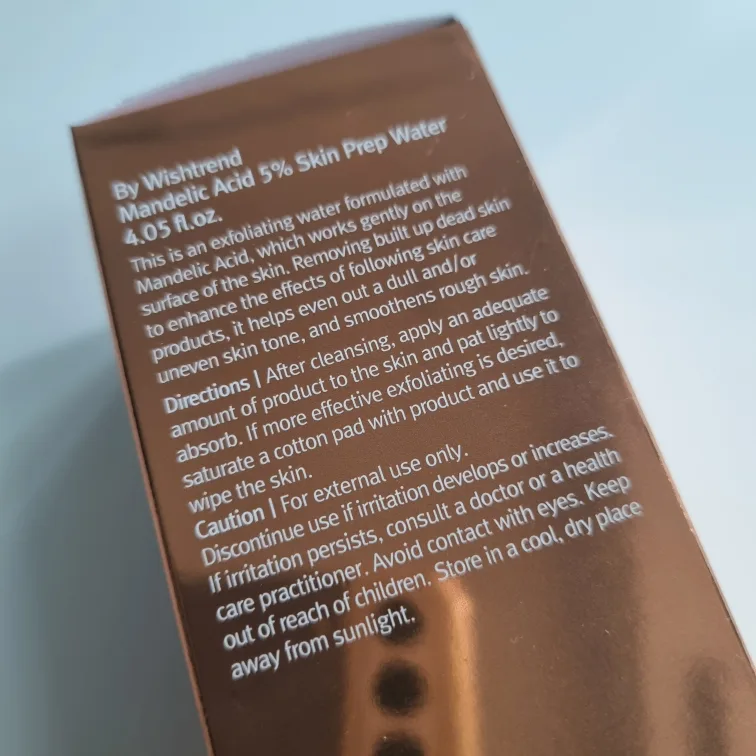 By Wishtrend
Mandelic Acid 5% Skin Prep Water
4.05 fl.oz.
This is an exfoliating water formulated with
Mandelic Acid, which works gently on the
surface of the skin. Removing built up dead skin
to enhance the effects of following skin care
products, it helps even out a dull and/or
uneven skin tone, and smoothens rough skin.
Directions | After cleansing, apply an adequate
amount of product to the skin and pat lightly to
absorb. If more effective exfoliating is desired,
saturate a cotton pad with product and use it to
wipe the skin.
Caution | For external use only.
Discontinue use if irritation develops or increases.
If irritation persists, consult a doctor or a health
care practitioner. Avoid contact with eyes. Keep
out of reach of children. Store in a cool, dry place
away from sunlight.